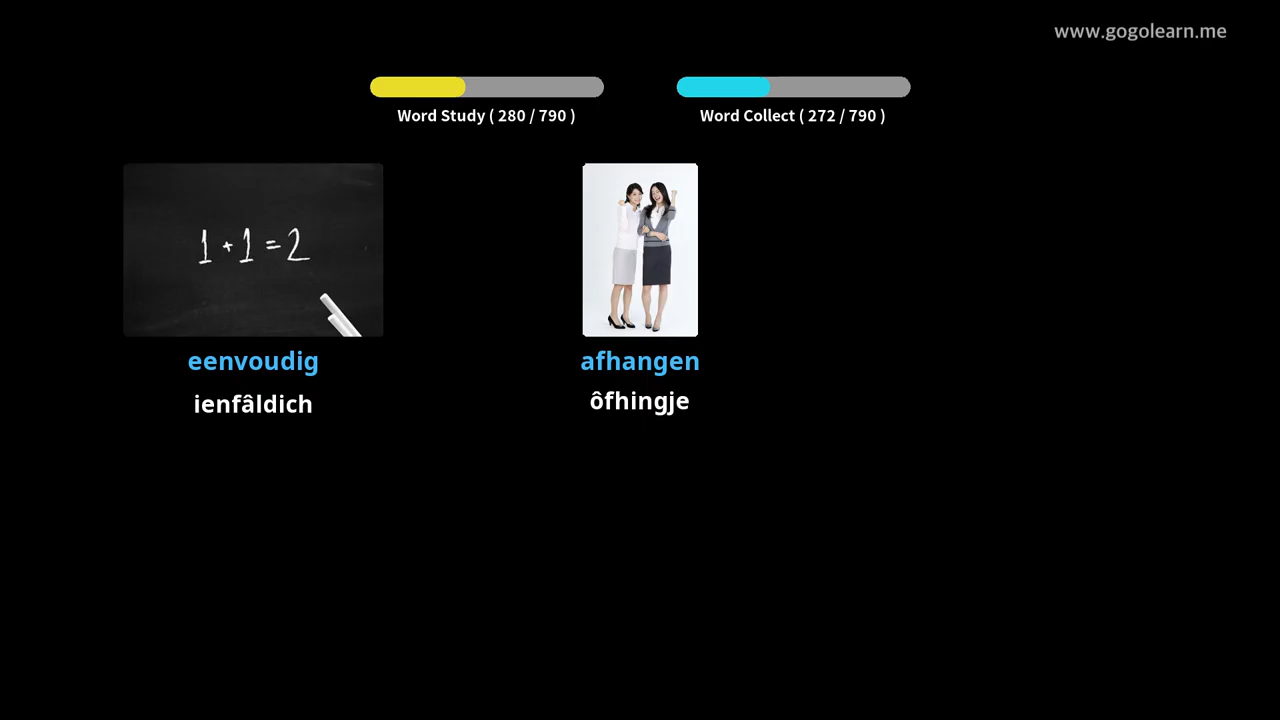 www.gogolearn.me
Word Study ( 280 / 790 )
Word Collect ( 272 / 790 )
1 + 1 = 2
eenvoudig
afhangen
ienfâldich
ôfhingje